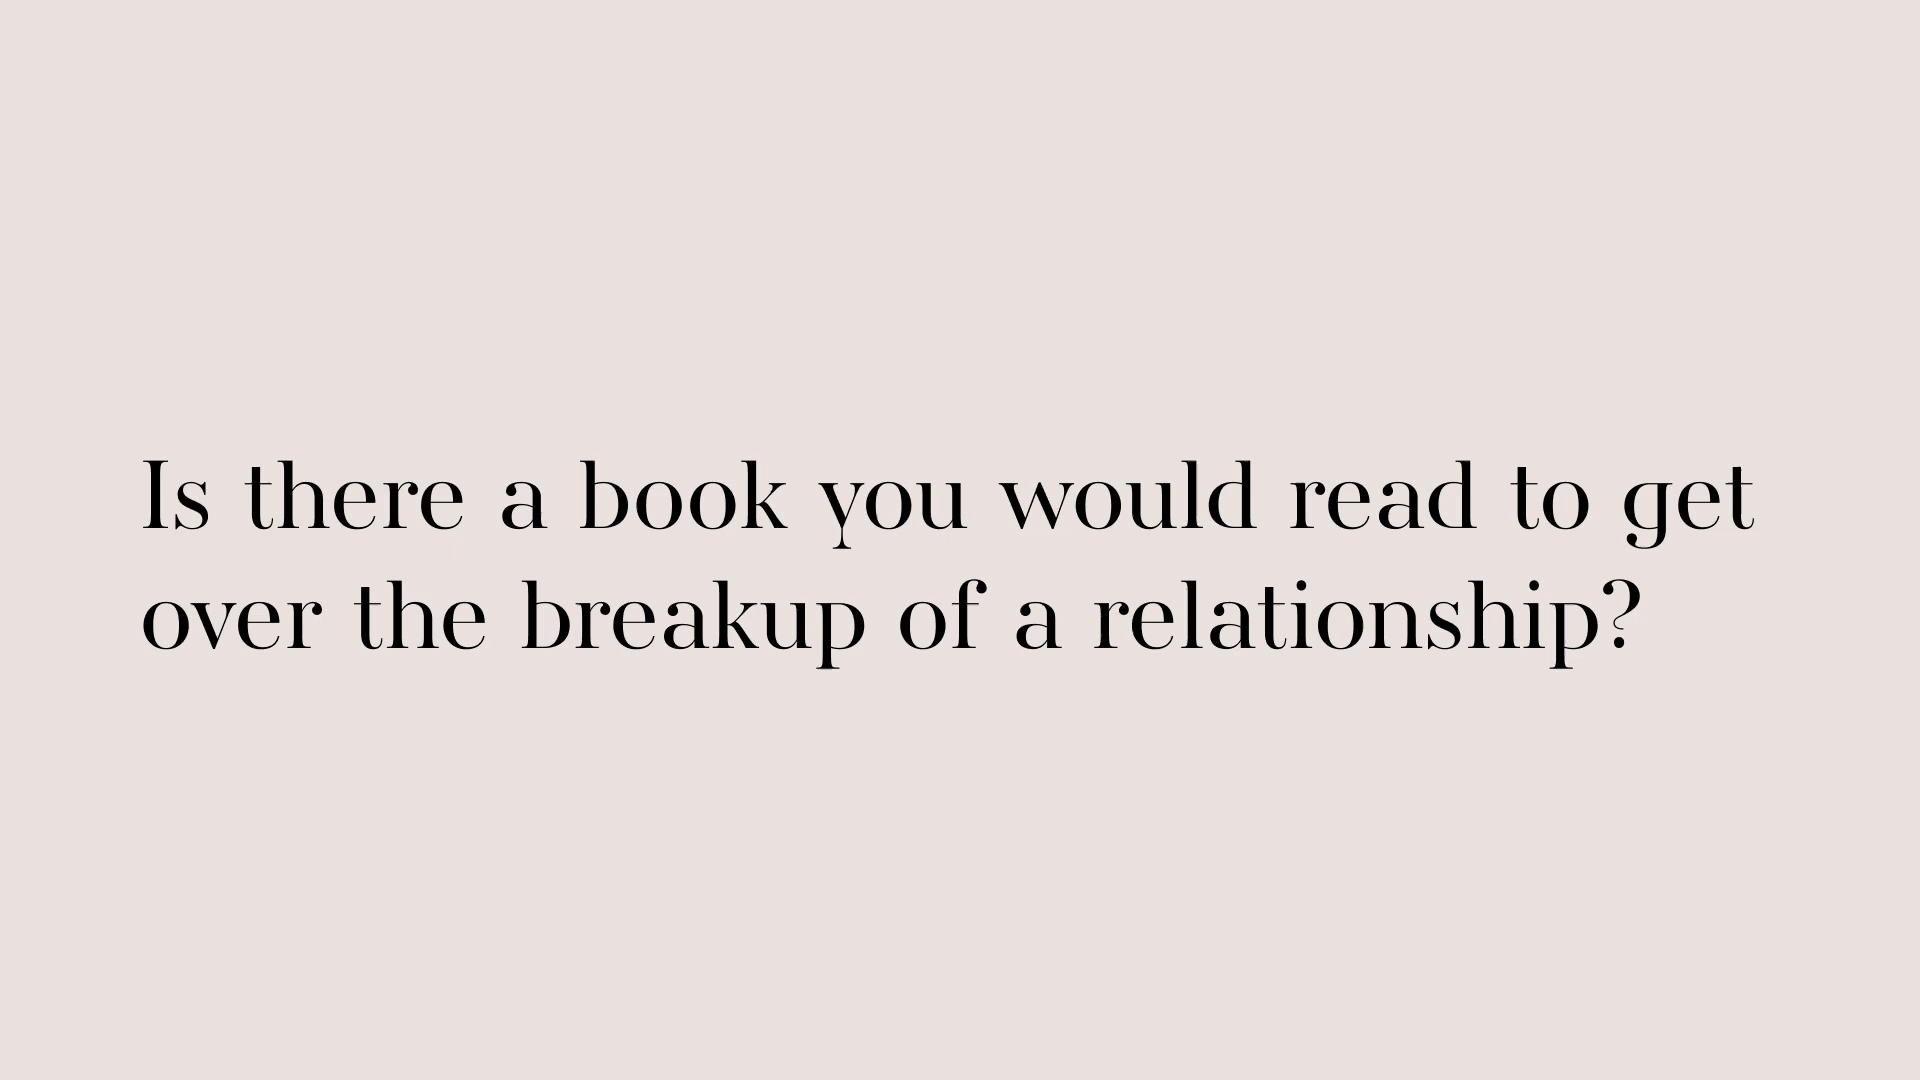 Is there a book you would read to get
over the breakup of a relationship?